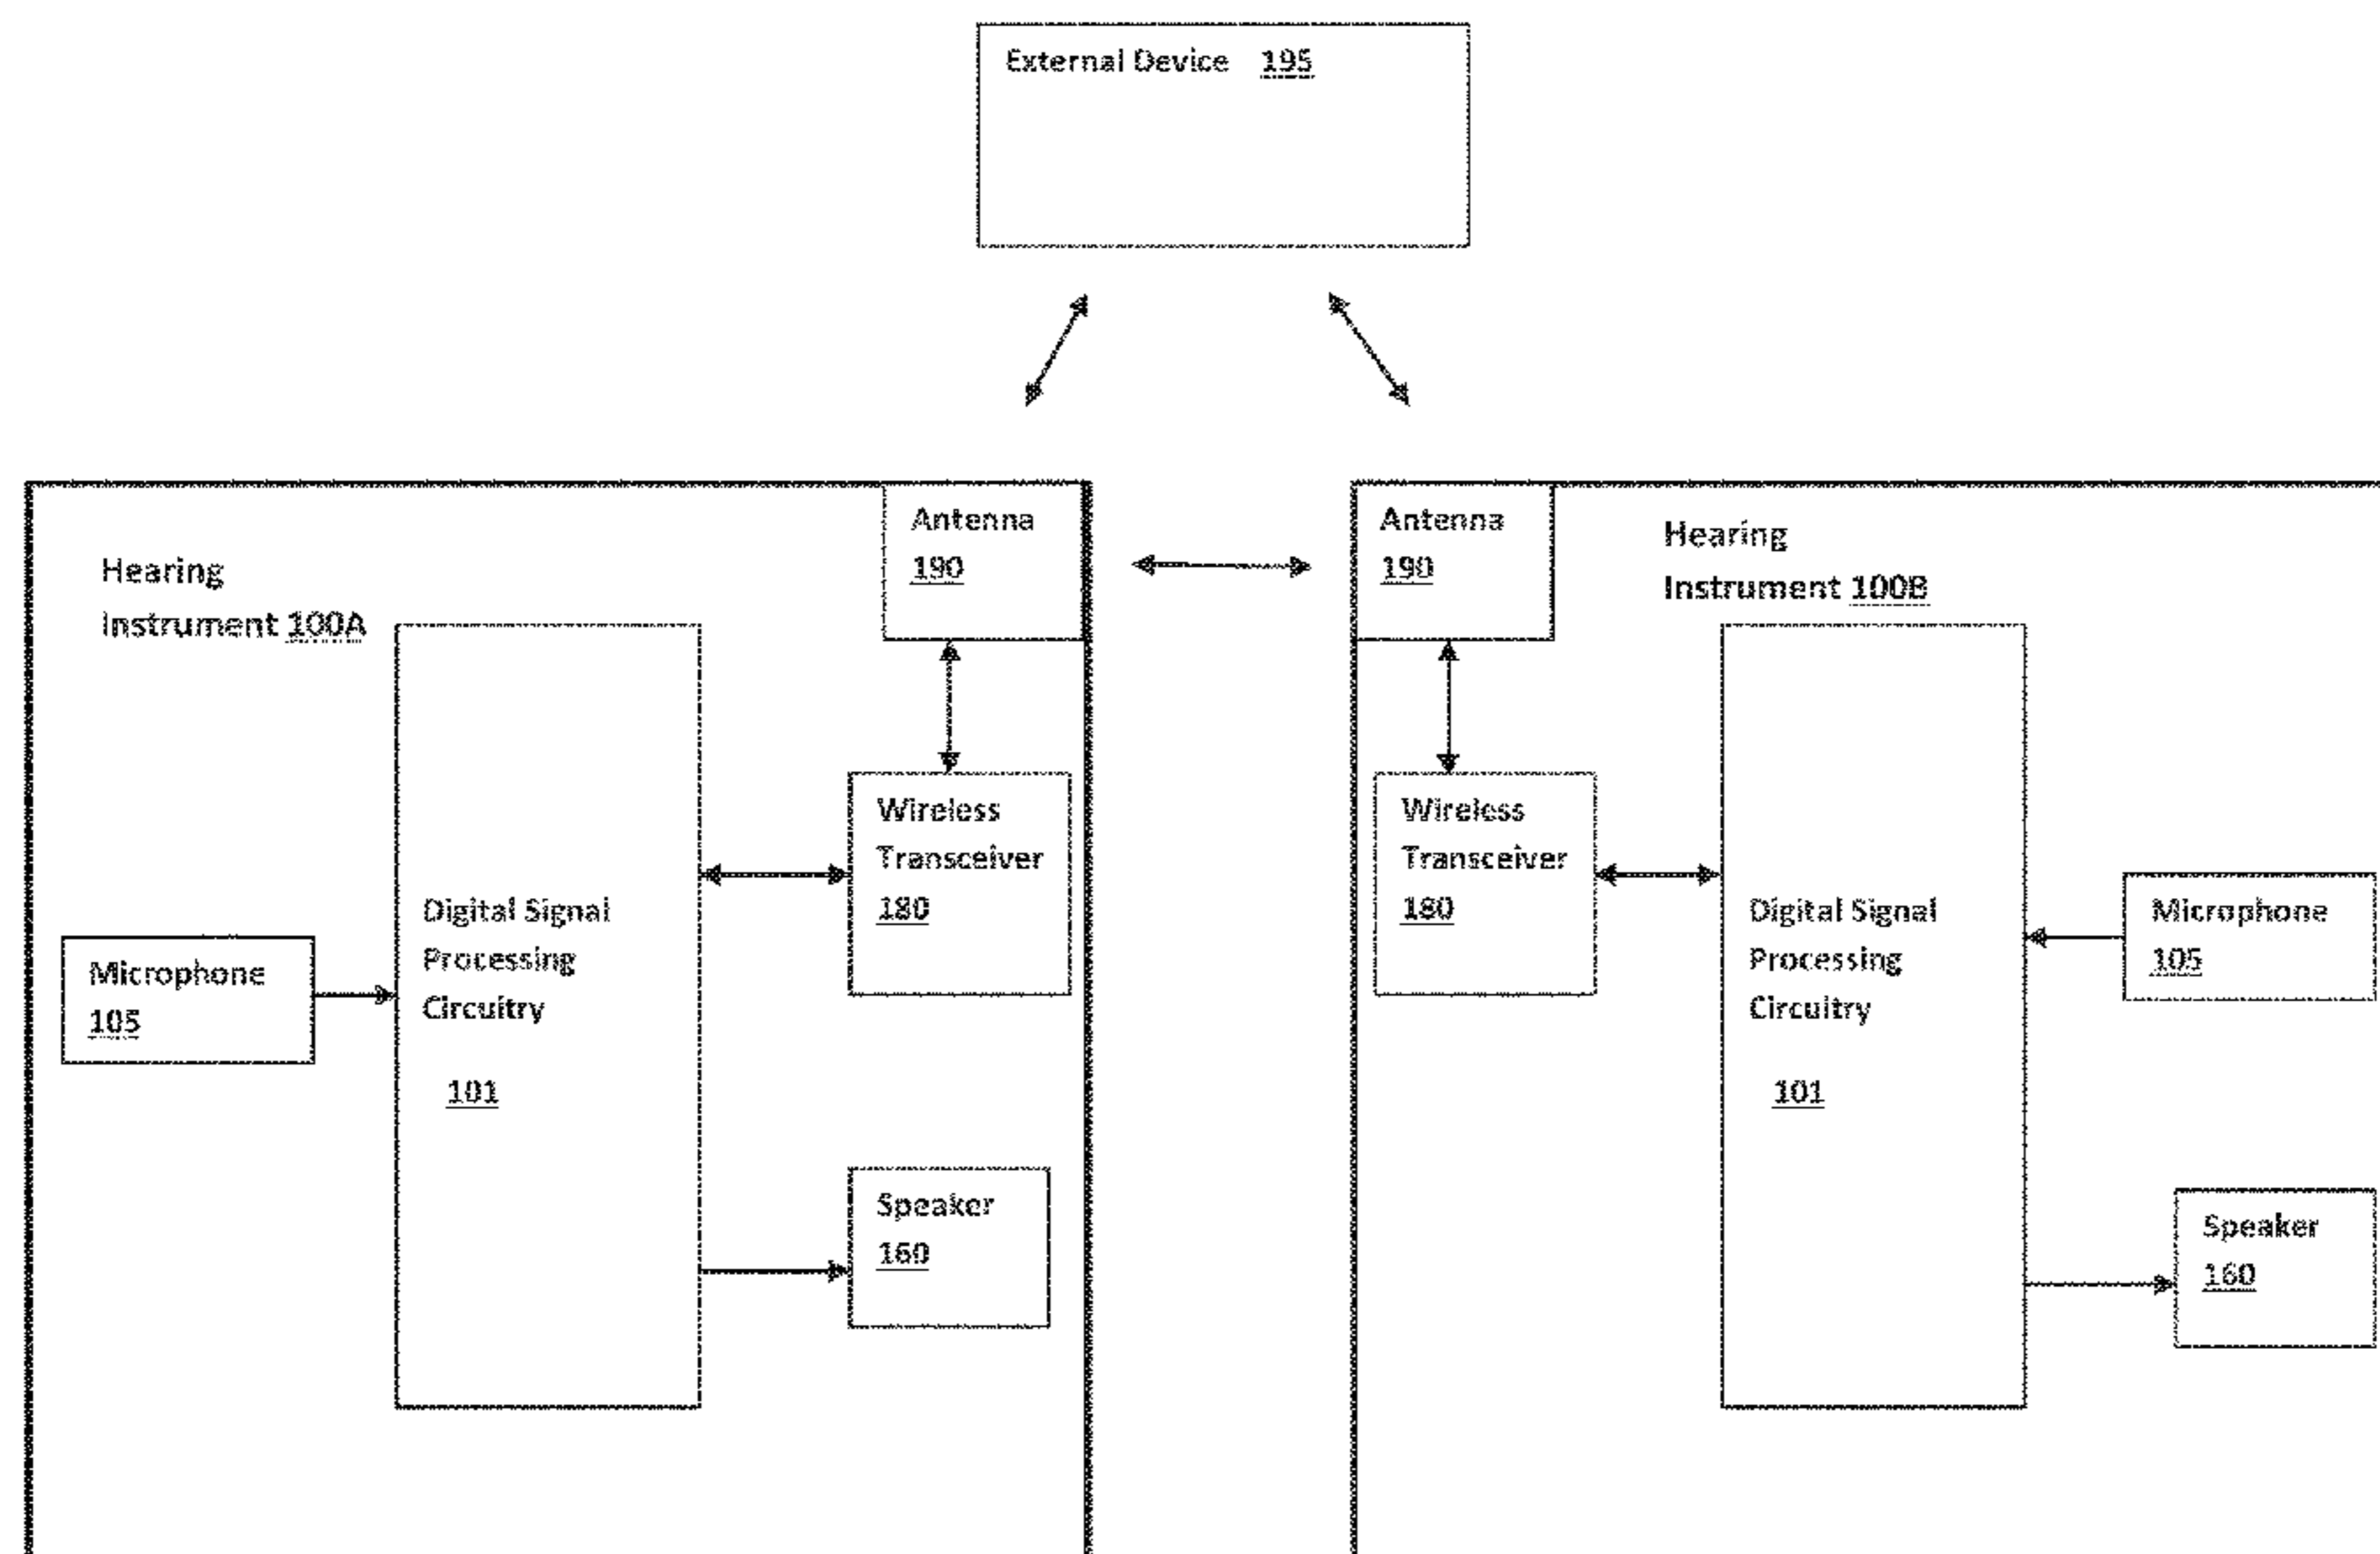 External Device 195
Antenna
190
Hearing
Instrument 100A
Wireless
Transceiver
180
Digital Signal
Processing
Circuitry
101
Microphone
105
Speaker
160
Antenna
190
Hearing
Instrument 100B
Wireless
Transceiver
180
Digital Signal
Processing
Circuitry
101
Microphone
105
Speaker
160